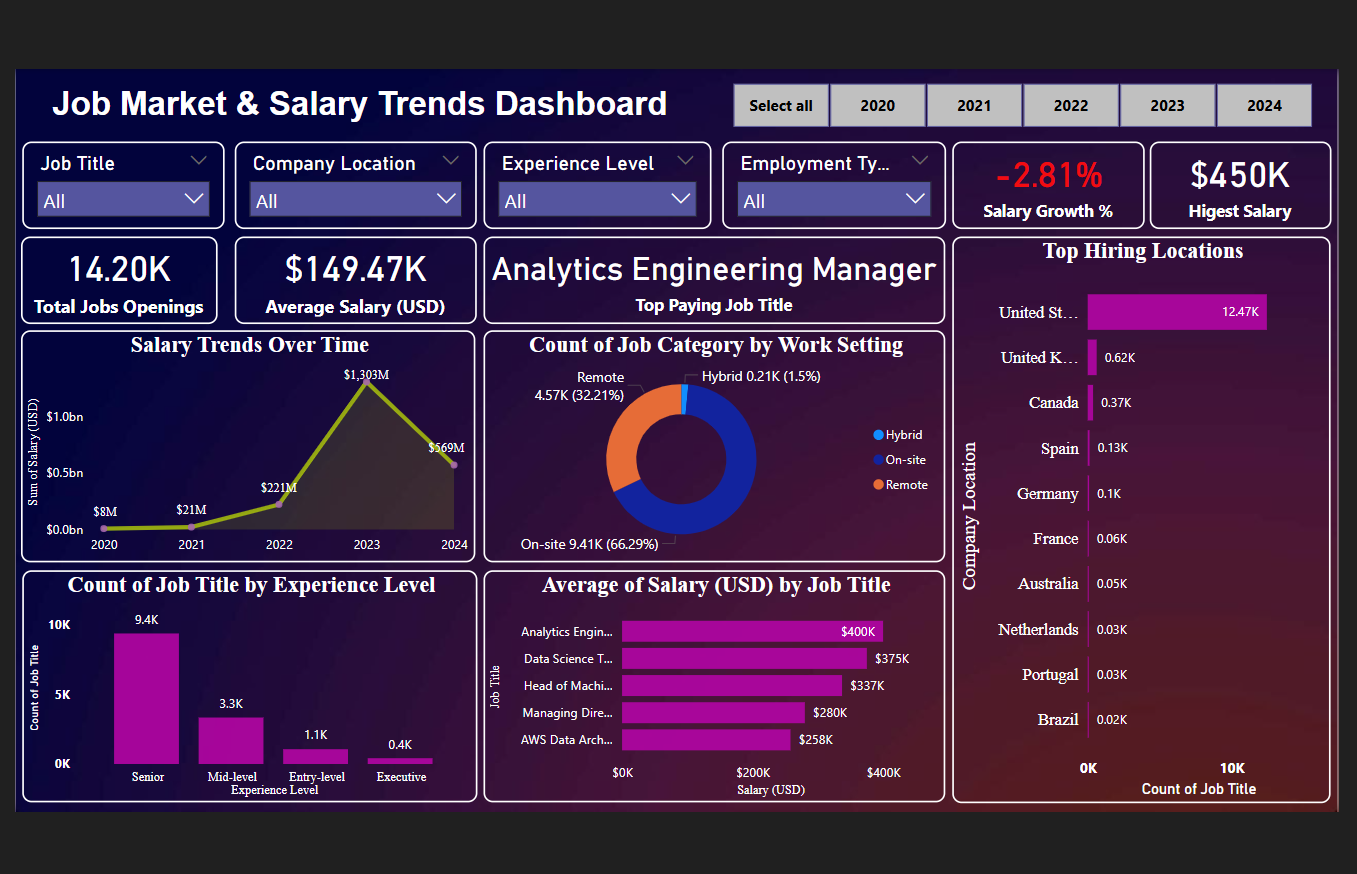 Job Market & Salary Trends Dashboard
Select all
2020
2021
2022
2023
2024
Job Title
All
Company Location
All
Experience Level
All
Employment Ty...
All
-2.81%
Salary Growth %
$450K
Higest Salary
14.20K
Total Jobs Openings
$149.47K
Average Salary (USD)
Analytics Engineering Manager
Top Paying Job Title
Salary Trends Over Time
Sum of Salary (USD)
$1.0bn
$0.5bn
$0.0bn
$8M
$21M
$221M
$1,303M
$569M
2020
2021
2022
2023
2024
Count of Job Category by Work Setting
Remote
4.57K (32.21%)
Hybrid 0.21K (1.5%)
On-site 9.41K (66.29%)
Hybrid
On-site
Remote
Top Hiring Locations
Company Location
United St...
12.47K
United K...
0.62K
Canada
0.37K
Spain
0.13K
Germany
0.1K
France
0.06K
Australia
0.05K
Netherlands
0.03K
Portugal
0.03K
Brazil
0.02K
0K
10K
Count of Job Title
Count of Job Title by Experience Level
Count of Job Title
10K
5K
0K
9.4K
3.3K
1.1K
0.4K
Senior
Mid-level
Entry-level
Executive
Experience Level
Average of Salary (USD) by Job Title
Job Title
Analytics Engin...
$400K
Data Science T...
$375K
Head of Machi...
$337K
Managing Dire...
$280K
AWS Data Arch...
$258K
$0K
$200K
$400K
Salary (USD)